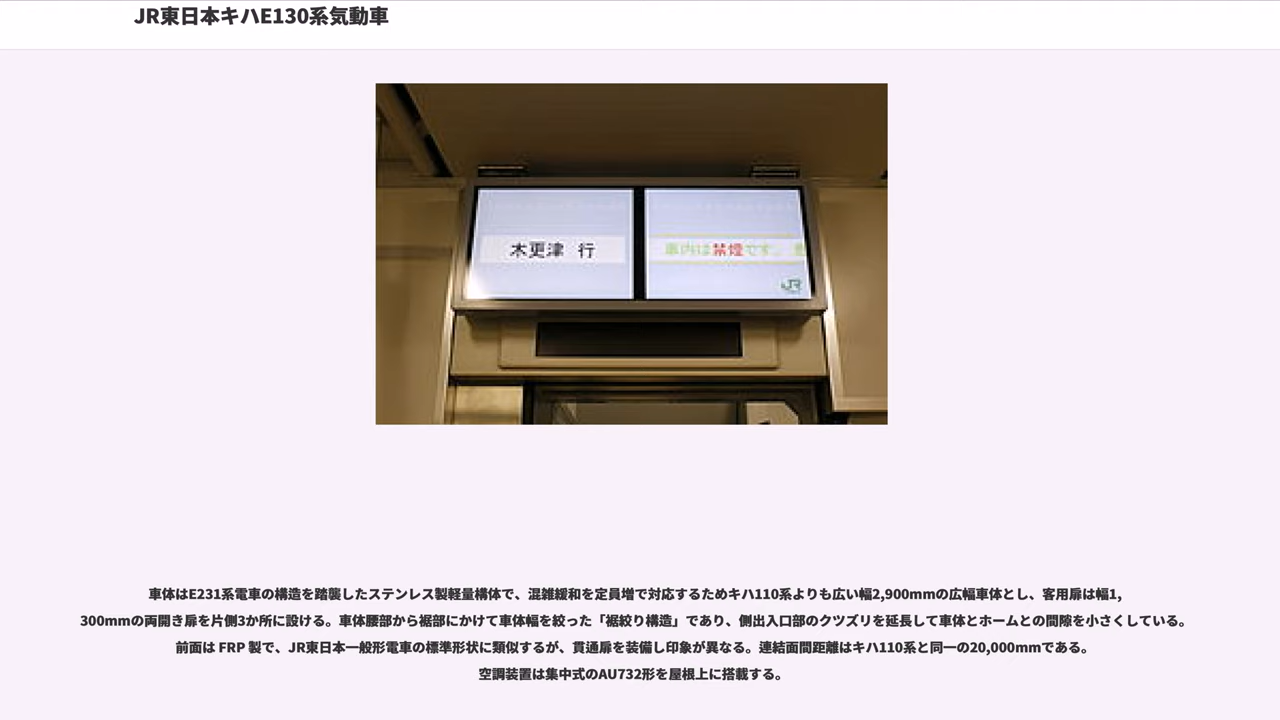 JR東日本キハE130系気動車
木更津 行
車内は禁煙です。
JR
車体はE231系電車の構造を踏襲したステンレス製軽量構体で、混雑緩和を定員増で対応するためキハ110系よりも広い幅2,900mmの広幅車体とし、客用扉は幅1,
300mmの両開き扉を片側3か所に設ける。車体腰部から裾部にかけて車体幅を絞った「裾絞り構造」であり、側出入口部のクツズリを延長して車体とホームとの間隙を小さくしている。
前面は FRP 製で、JR東日本一般形電車の標準形状に類似するが、貫通扉を装備し印象が異なる。連結面間距離はキハ110系と同一の20,000mmである。
空調装置は集中式のAU732形を屋根上に搭載する。